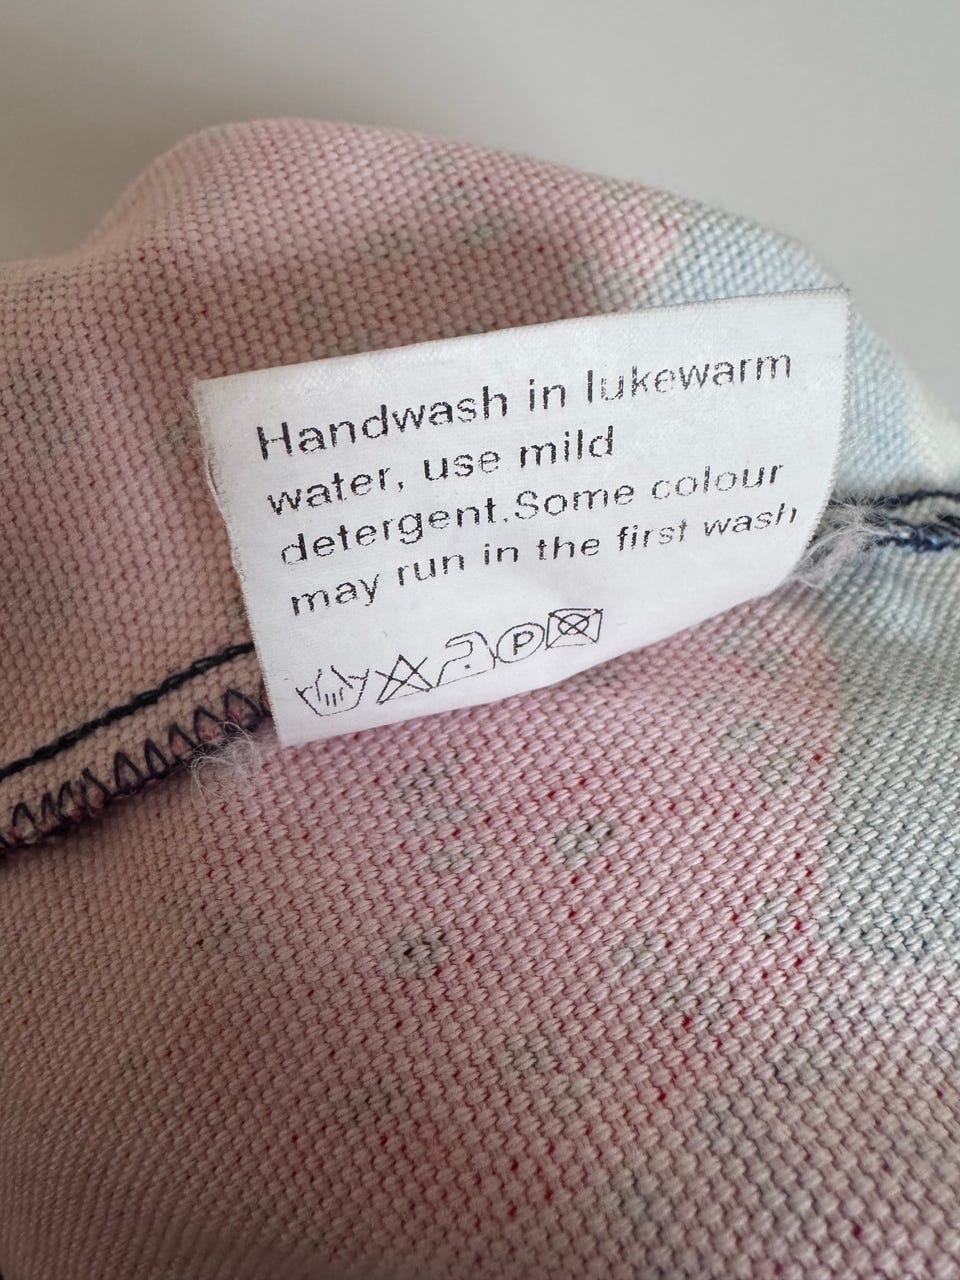 Handwash in lukewarm
water, use mild
detergent.Some colour
may run in the first wash
P